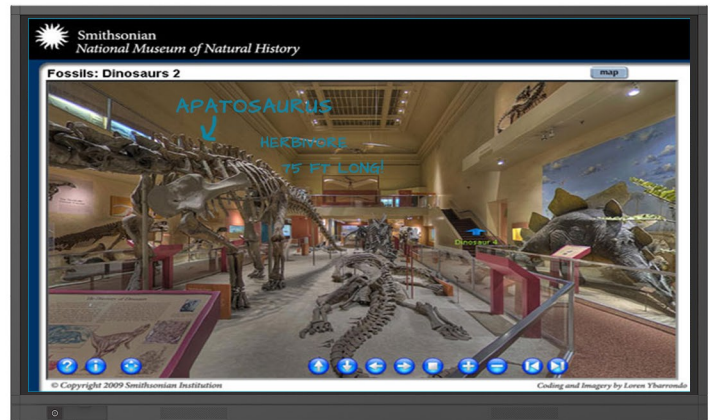 Smithsonian
National Museum of Natural History
Fossils: Dinosaurs 2
map
APATOSAURUS
HERBIVORE
75 FT LONG!
Dinosaur 4
© Copyright 2009 Smithsonian Institution
Coding and Imagery by Loren Ybarrondo